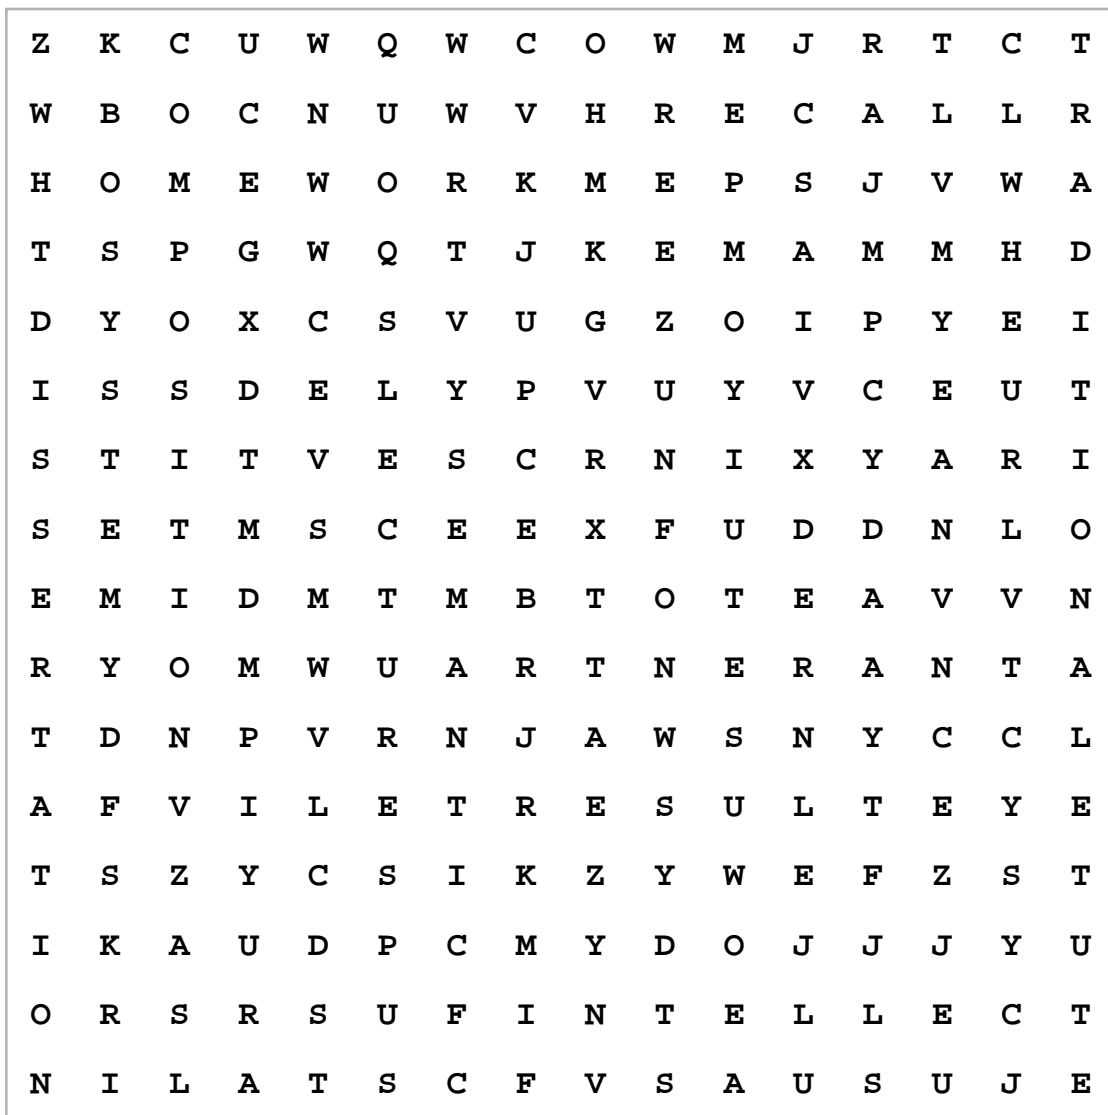 Z K C U W Q W C O W M J R T C T
W B O C N U W V H R E C A L L R
H O M E W O R K M E P S J V W A
T S P G W Q T J K E M A M M H D
D Y O X C S V U G Z O I P Y E I
I S S D E L Y P V U Y V C E U T
S T I T V E S C R N I X Y A R I
S E T M S C E E X F U D D N L O
E M I D M T M B T O T E A V V N
R Y O M W U A R T N E R A N T A
T D N P V R N J A W S N Y C C L
A F V I L E T R E S U L T E Y E
T S Z Y C S I K Z Y W E F Z S T
I K A U D P C M Y D O J J J Y U
O R S R S U F I N T E L L E C T
N I L A T S C F V S A U S U J E